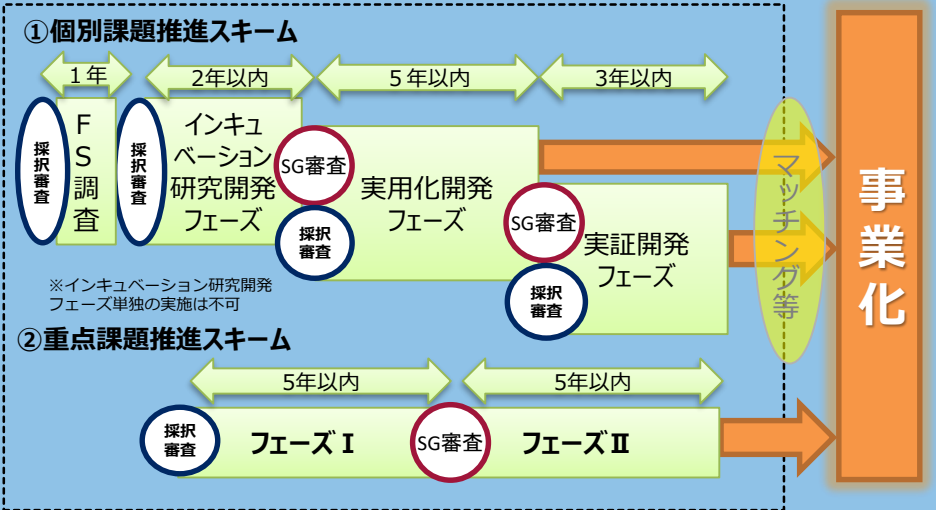 ①個別課題推進スキーム
1年
2年以内
5年以内
3年以内
採択審査
FS調査
採択審査
インキュ
ベーション
研究開発
フェーズ
SG審査
採択
審査
実用化開発
フェーズ
SG審査
採択
審査
実証開発
フェーズ
マッチング等
事業化
※インキュベーション研究開発
フェーズ単独の実施は不可
②重点課題推進スキーム
5年以内
5年以内
採択
審査
フェーズⅠ
SG審査
フェーズⅡ